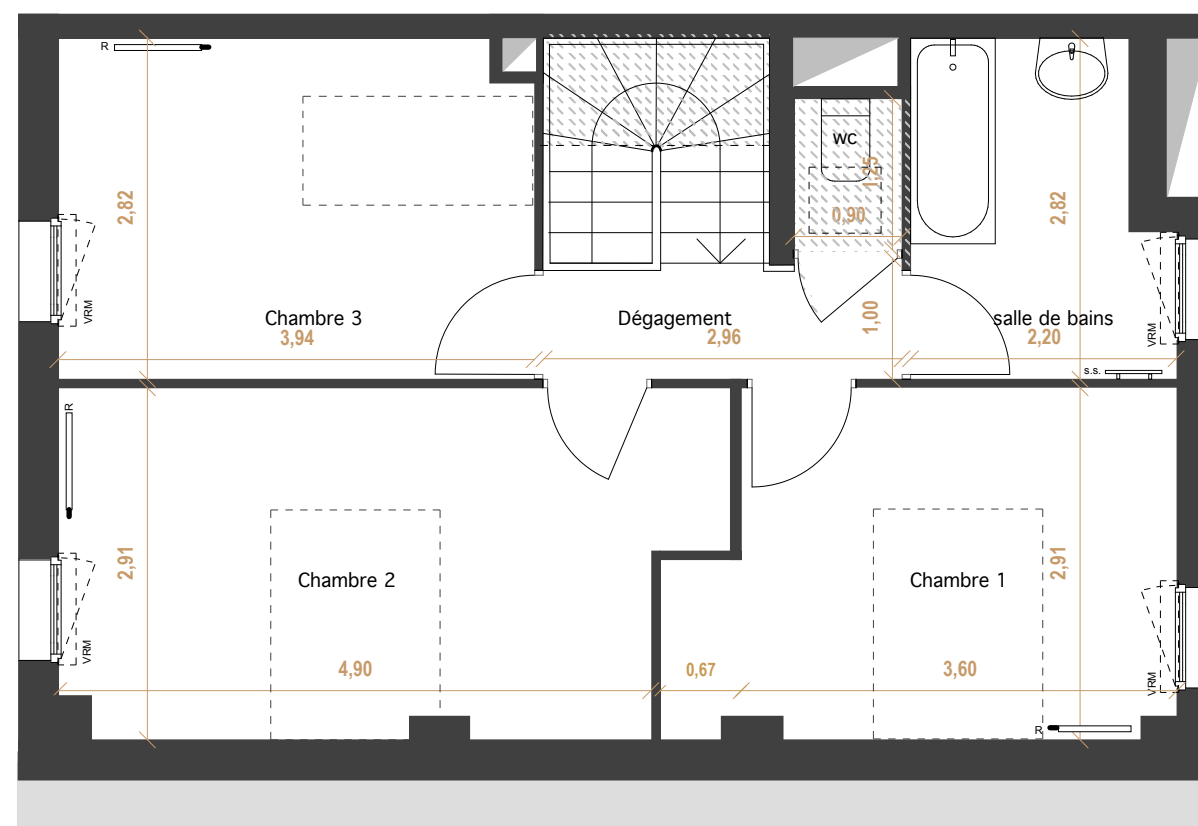 R
WC
1,25
0,90
2,82
2,82
VRM
Chambre 3
3,94
Dégagement
2,96
1,00
salle de bains
2,20
VRM
s.s.
R
2,91
Chambre 2
4,90
VRM
0,67
Chambre 1
3,60
2,91
VRM
R